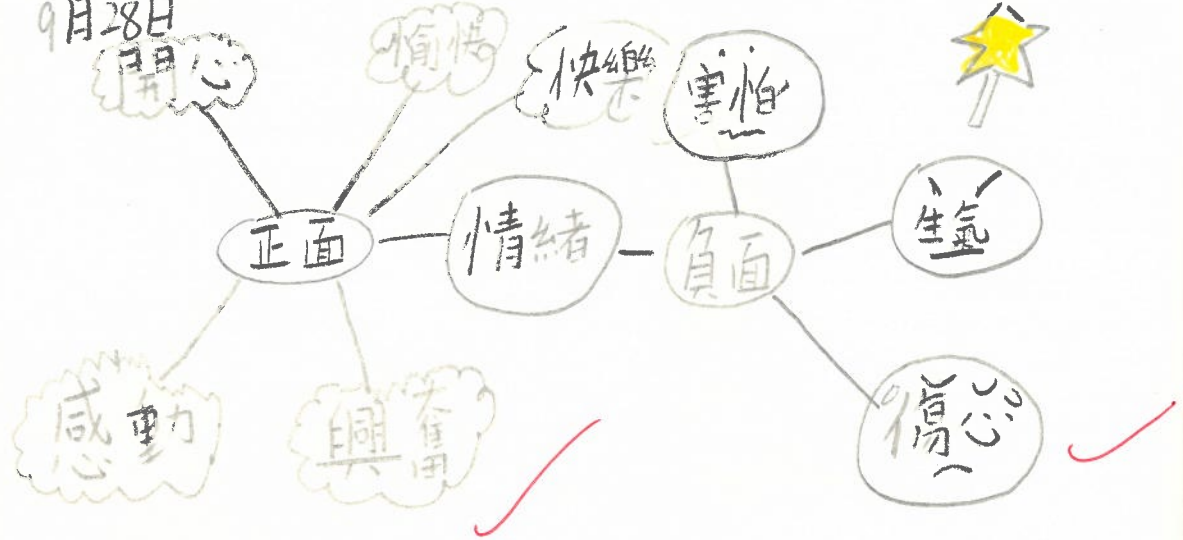 9月28日
開心
愉快
快樂
害怕
正面
情緒
負面
生氣
感動
興奮
傷心